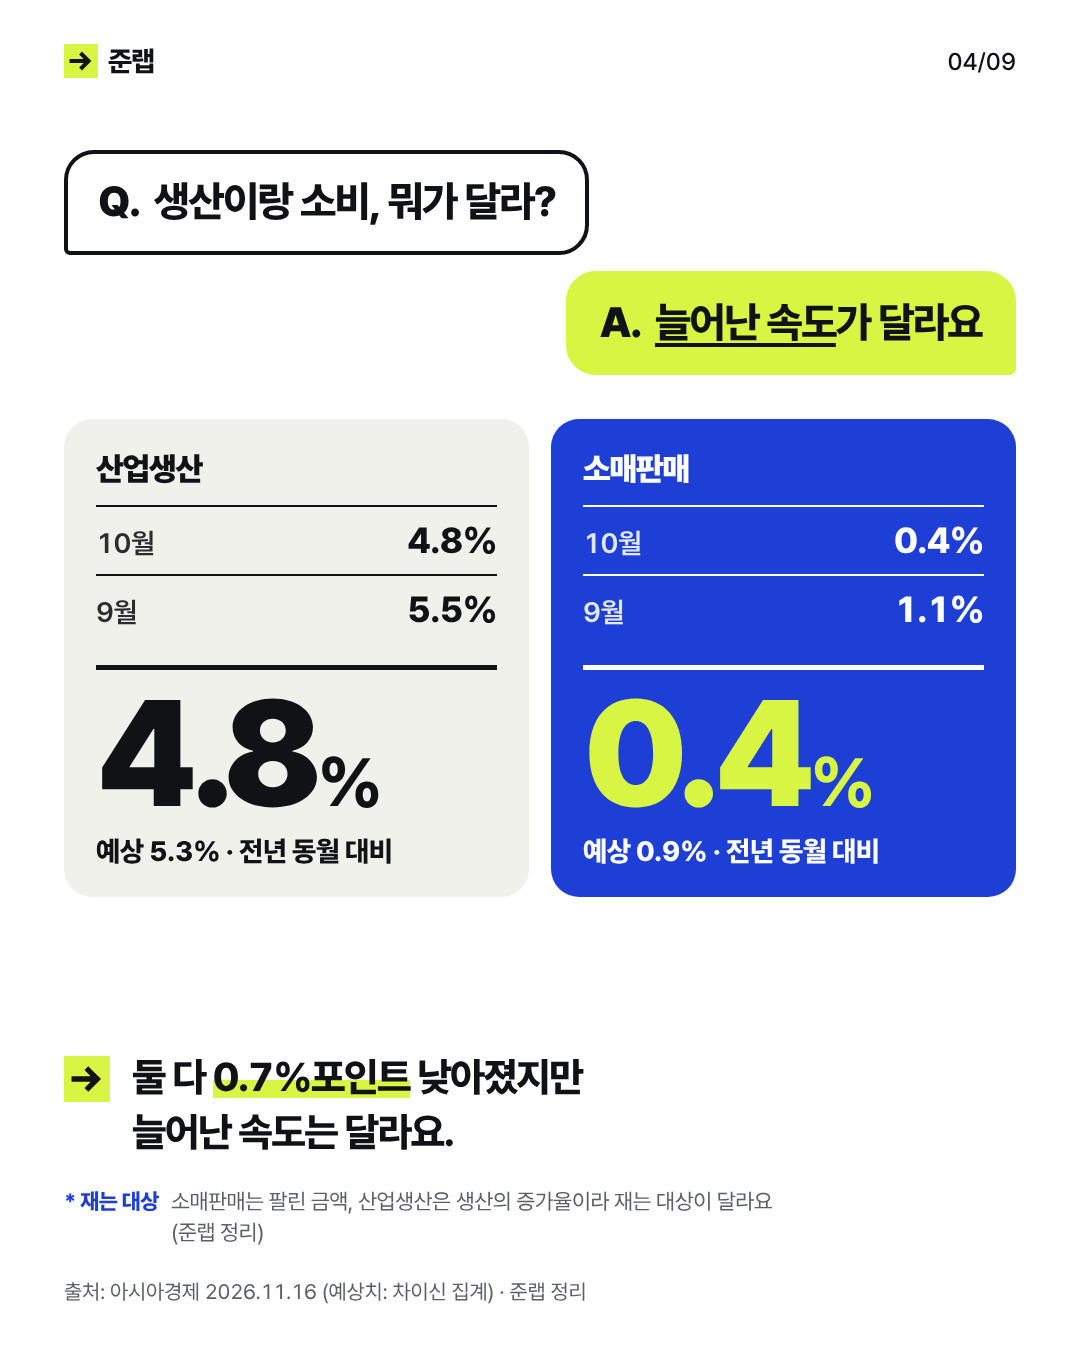 준랩
04/09
Q. 생산이랑 소비, 뭐가 달라?
A. 늘어난 속도가 달라요
산업생산
10월 4.8%
9월 5.5%
4.8%
예상 5.3% · 전년 동월 대비
소매판매
10월 0.4%
9월 1.1%
0.4%
예상 0.9% · 전년 동월 대비
둘 다 0.7%포인트 낮아졌지만
늘어난 속도는 달라요.
* 재는 대상 소매판매는 팔린 금액, 산업생산은 생산의 증가율이라 재는 대상이 달라요
(준랩 정리)
출처: 아시아경제 2026.11.16 (예상치: 차이신 집계) · 준랩 정리